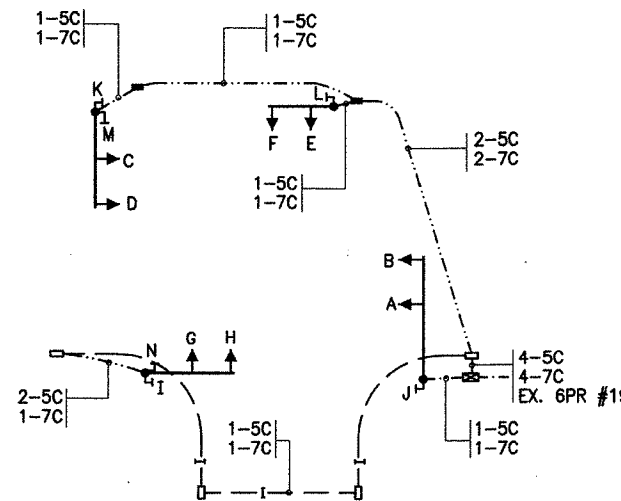 1-5C
1-7C
1-5C
1-7C
K
M
C
D
L
F
E
1-5C
1-7C
2-5C
2-7C
B
A
J
4-5C
4-7C
EX. 6PR #19
1-5C
1-7C
N
G
H
I
2-5C
1-7C
1-5C
1-7C
I